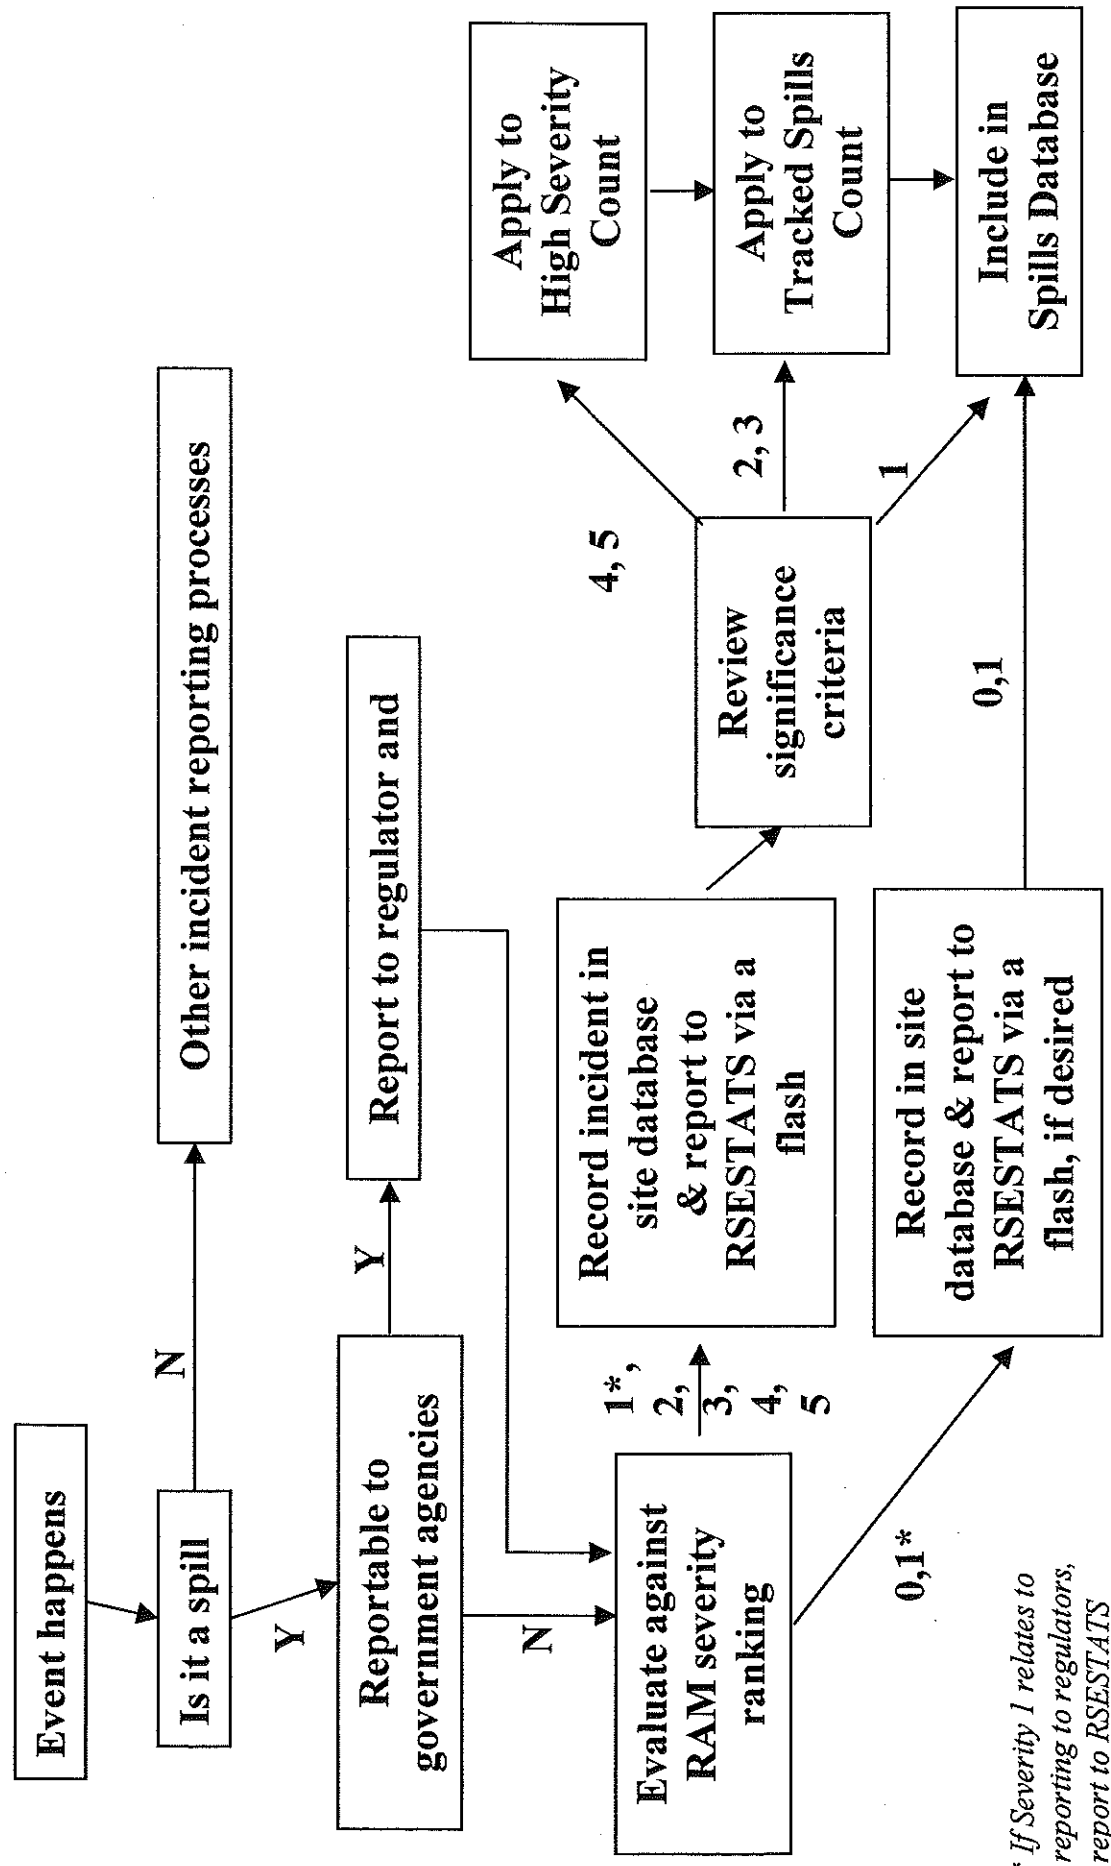 Event happens
Is it a spill
N
Other incident reporting processes
Y
Reportable to
government agencies
Y
Report to regulator and
N
Evaluate against
RAM severity
ranking
1*,
2,
3,
4,
5
Record incident in
site database
& report to
RSESTATS via a
flash
Review
significance
criteria
4, 5
Apply to
High Severity
Count
2, 3
Apply to
Tracked Spills
Count
1
Include in
Spills Database
0,1*
Record in site
database & report to
RSESTATS via a
flash, if desired
0,1
* If Severity 1 relates to
reporting to regulators,
report to RSESTATS